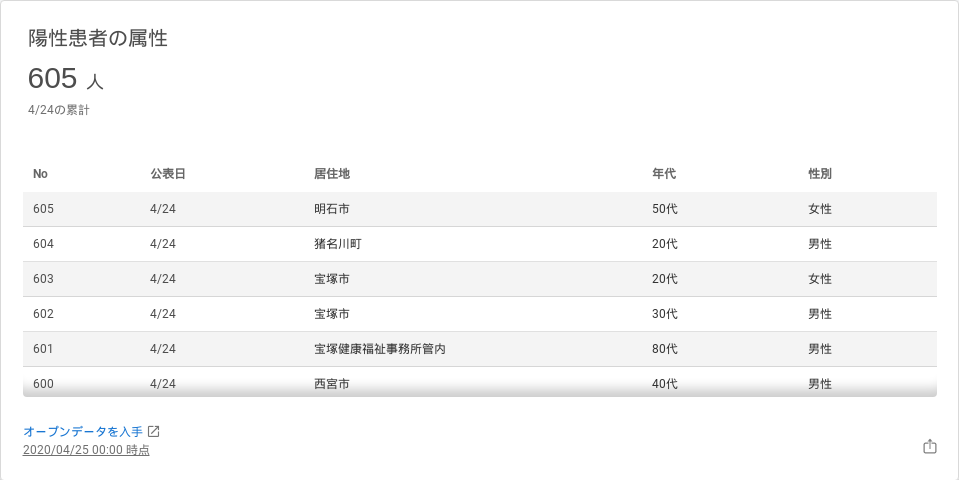 陽性患者の属性
605 人
4/24の累計
No 公表日 居住地 年代 性別
605 4/24 明石市 50代 女性
604 4/24 猪名川町 20代 男性
603 4/24 宝塚市 20代 女性
602 4/24 宝塚市 30代 男性
601 4/24 宝塚健康福祉事務所管内 80代 男性
600 4/24 西宮市 40代 男性
オープンデータを入手
2020/04/25 00:00 時点